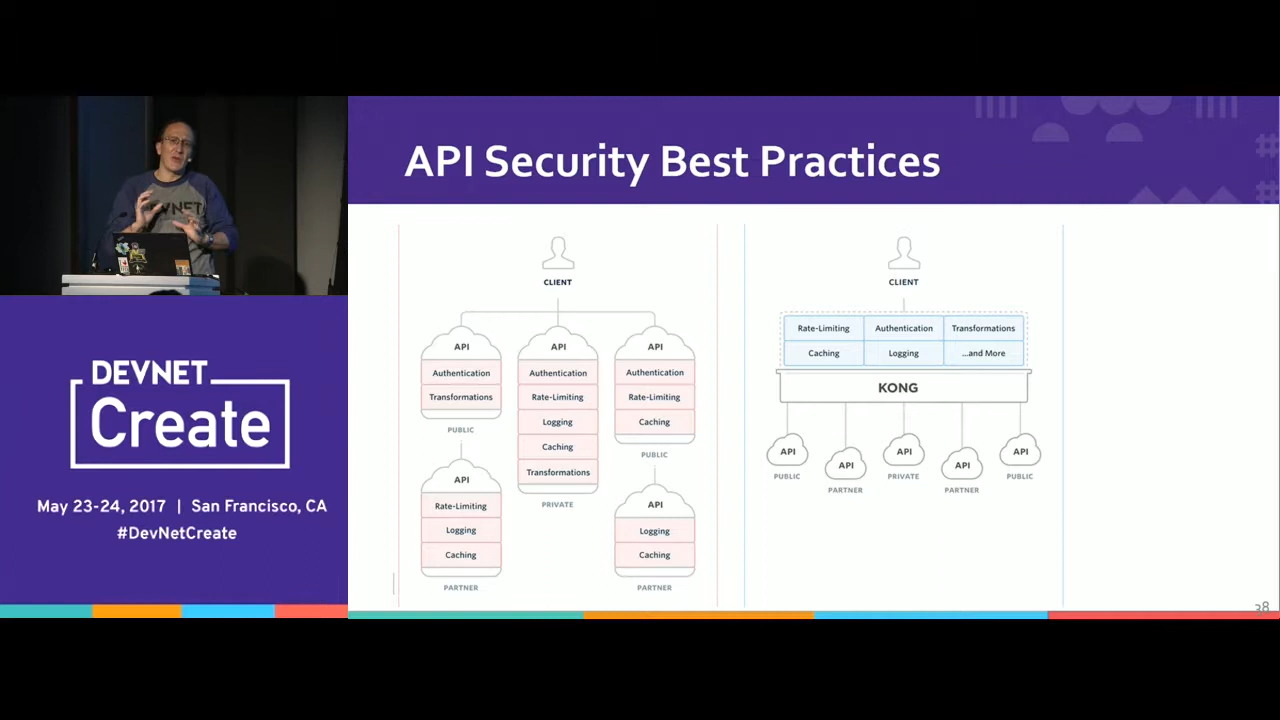 API Security Best Practices
DEVNET
DEVNET
Create
May 23-24, 2017 | San Francisco, CA
#DevNetCreate
CLIENT
API
Authentication
Transformations
PUBLIC
API
Rate-Limiting
Logging
Caching
PARTNER
API
Authentication
Rate-Limiting
Logging
Caching
Transformations
PRIVATE
API
Authentication
Rate-Limiting
Caching
PUBLIC
API
Logging
Caching
PARTNER
CLIENT
Rate-Limiting Authentication Transformations
Caching Logging ...and More
KONG
API
PUBLIC
API
PARTNER
API
PRIVATE
API
PARTNER
API
PUBLIC
38